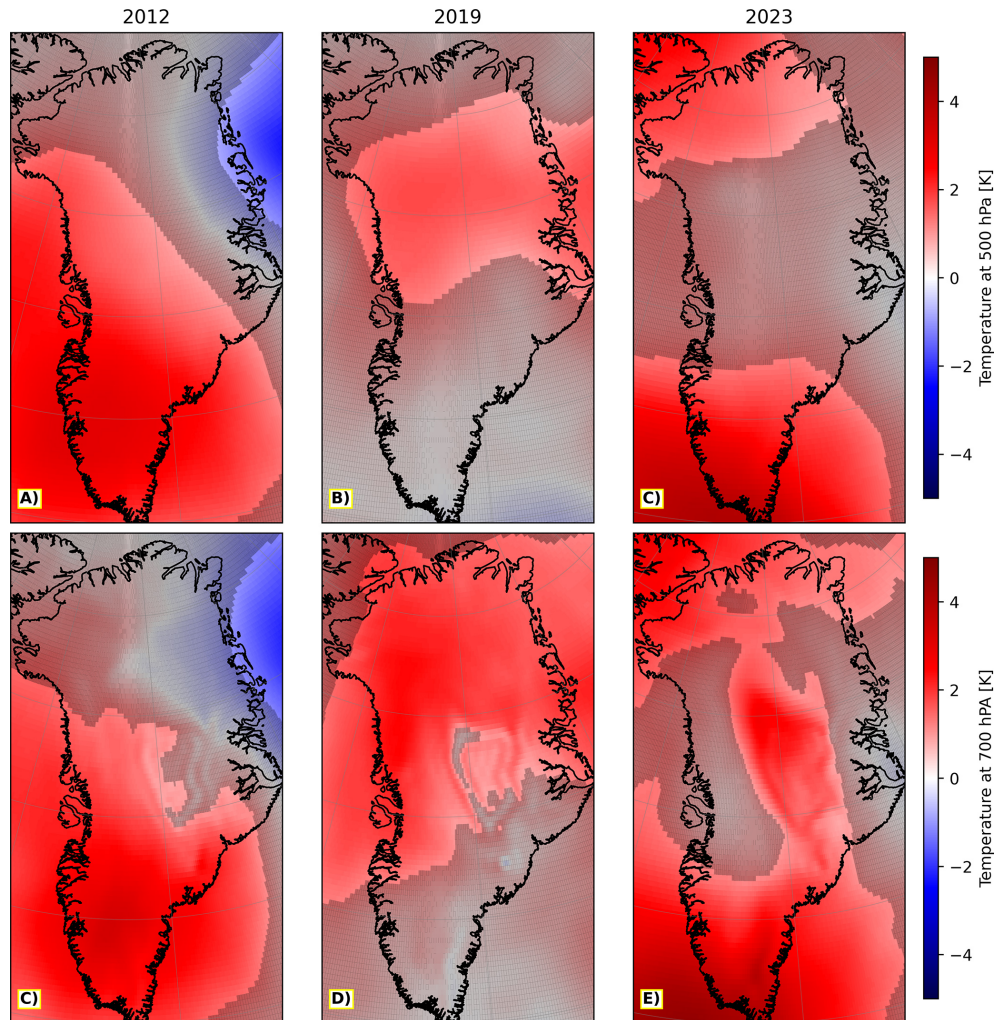 2012 2019 2023
A) B) C)
4
2
0
−2
−4
Temperature at 500 hPa [K]
C) D) E)
4
2
0
−2
−4
Temperature at 700 hPA [K]